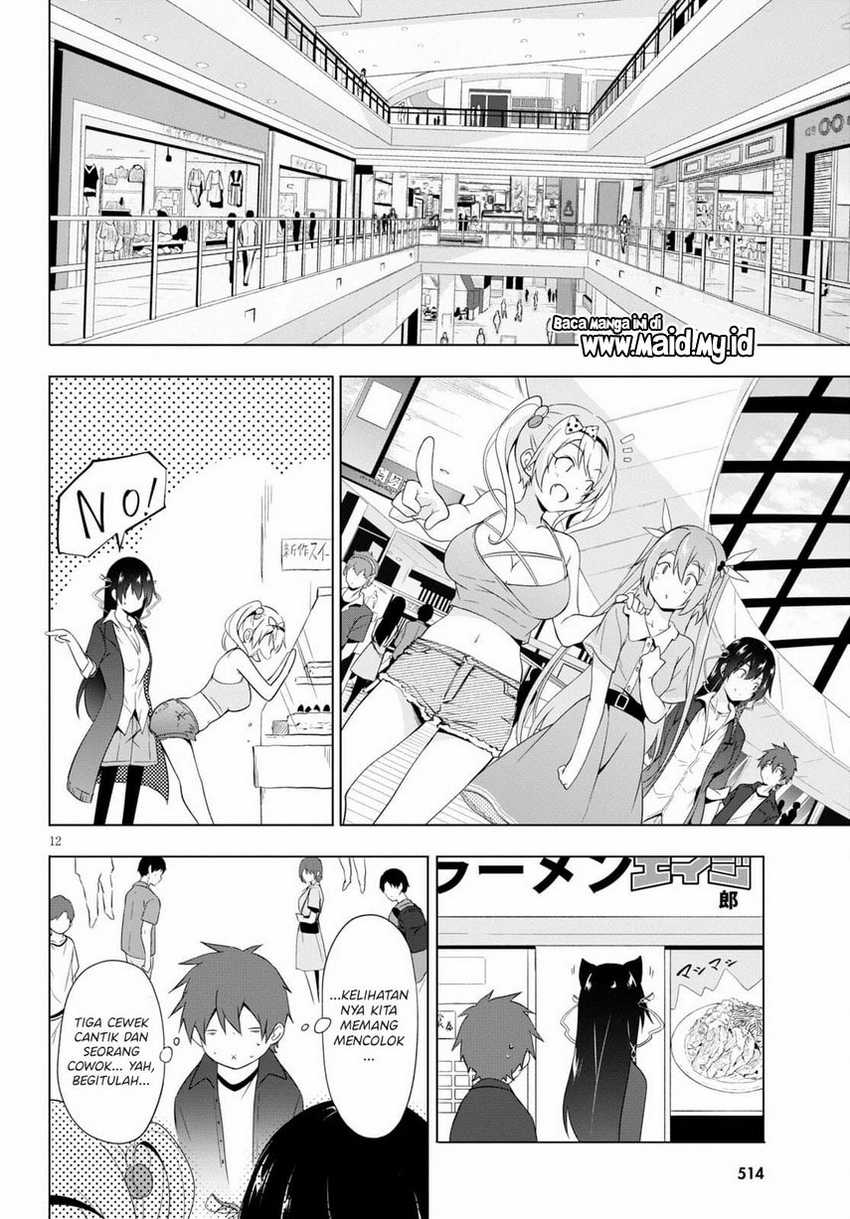 Baca Manga ini di
www.Maid.my.id
NO!
新作スイー
12
ラーメン エイジ
郎
マシマシ
...KELIHATAN
NYA KITA
MEMANG
MENCOLOK
...
TIGA CEWEK
CANTIK DAN
SEORANG
COWOK... YAH,
BEGITULAH...
514